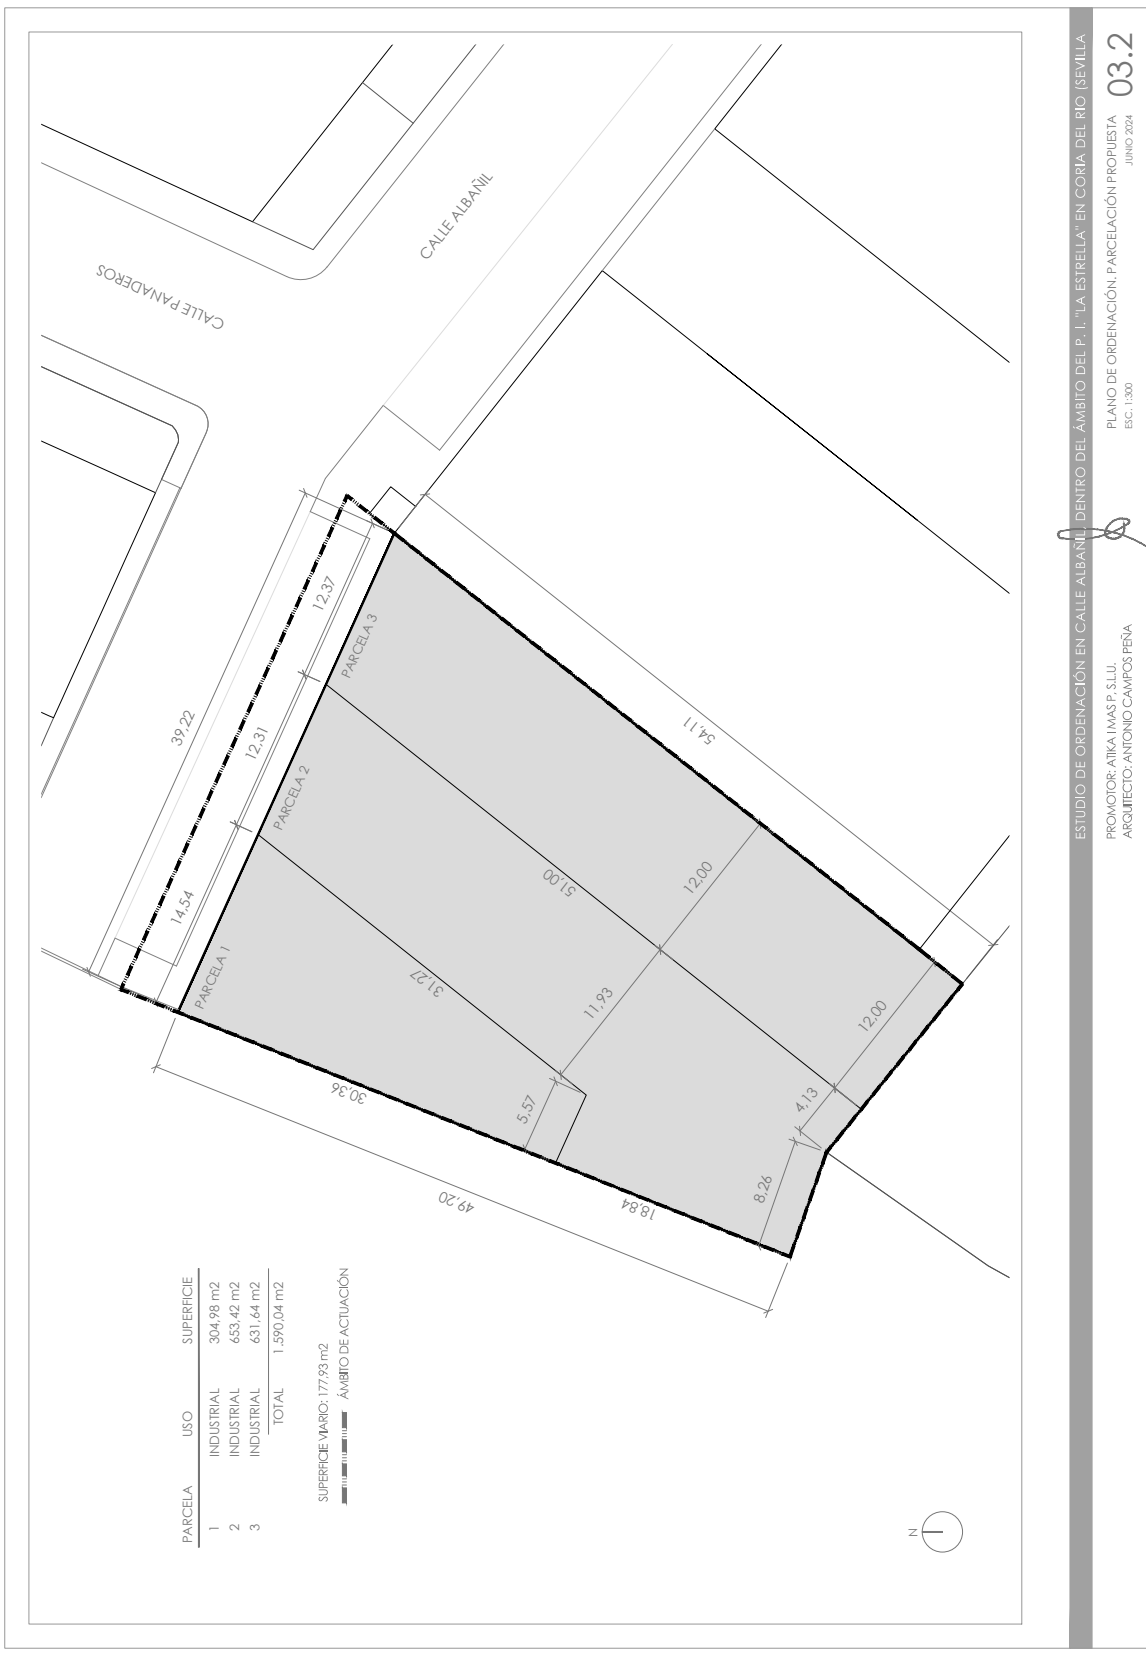 CALLE PANADEROS
CALLE ALBAÑIL
39,22
12,37
12,31
14,54
PARCELA 3
PARCELA 2
PARCELA 1
54,11
51,00
31,27
12,00
11,93
5,57
30,36
49,20
18,84
8,26
4,13
12,00
PARCELA USO SUPERFICIE
1 INDUSTRIAL 304,98 m2
2 INDUSTRIAL 653,42 m2
3 INDUSTRIAL 631,64 m2
TOTAL 1.590,04 m2
SUPERFICIE VIARIO: 177,93 m2
ÁMBITO DE ACTUACIÓN
N
ESTUDIO DE ORDENACIÓN EN CALLE ALBAÑIL, DENTRO DEL ÁMBITO DEL P. I. "LA ESTRELLA" EN CORIA DEL RIO (SEVILLA
PROMOTOR: ATIKA I MAS P, S.L.U.
ARQUITECTO: ANTONIO CAMPOS PEÑA
PLANO DE ORDENACIÓN. PARCELACIÓN PROPUESTA
ESC. 1:300
JUNIO 2024
03.2